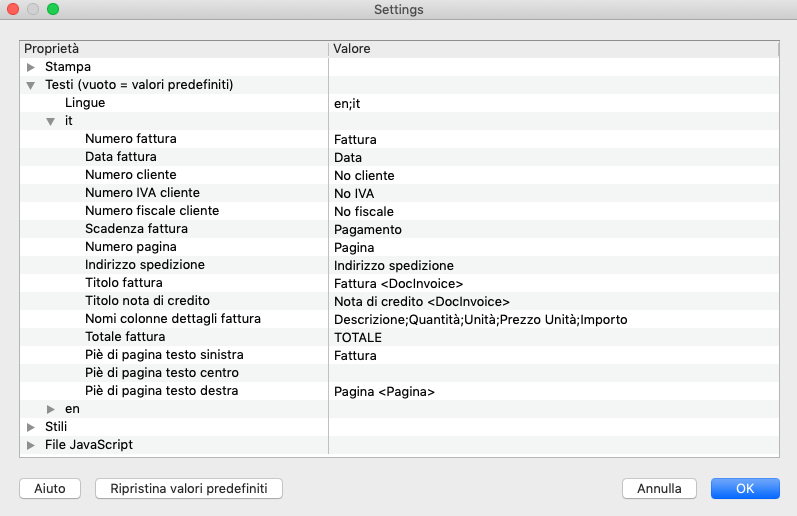 Settings
Proprietà Valore
Stampa
Testi (vuoto = valori predefiniti)
Lingue en;it
it
Numero fattura Fattura
Data fattura Data
Numero cliente No cliente
Numero IVA cliente No IVA
Numero fiscale cliente No fiscale
Scadenza fattura Pagamento
Numero pagina Pagina
Indirizzo spedizione Indirizzo spedizione
Titolo fattura Fattura <DocInvoice>
Titolo nota di credito Nota di credito <DocInvoice>
Nomi colonne dettagli fattura Descrizione;Quantità;Unità;Prezzo Unità;Importo
Totale fattura TOTALE
Piè di pagina testo sinistra Fattura
Piè di pagina testo centro
Piè di pagina testo destra Pagina <Pagina>
en
Stili
File JavaScript
Aiuto Ripristina valori predefiniti Annulla OK